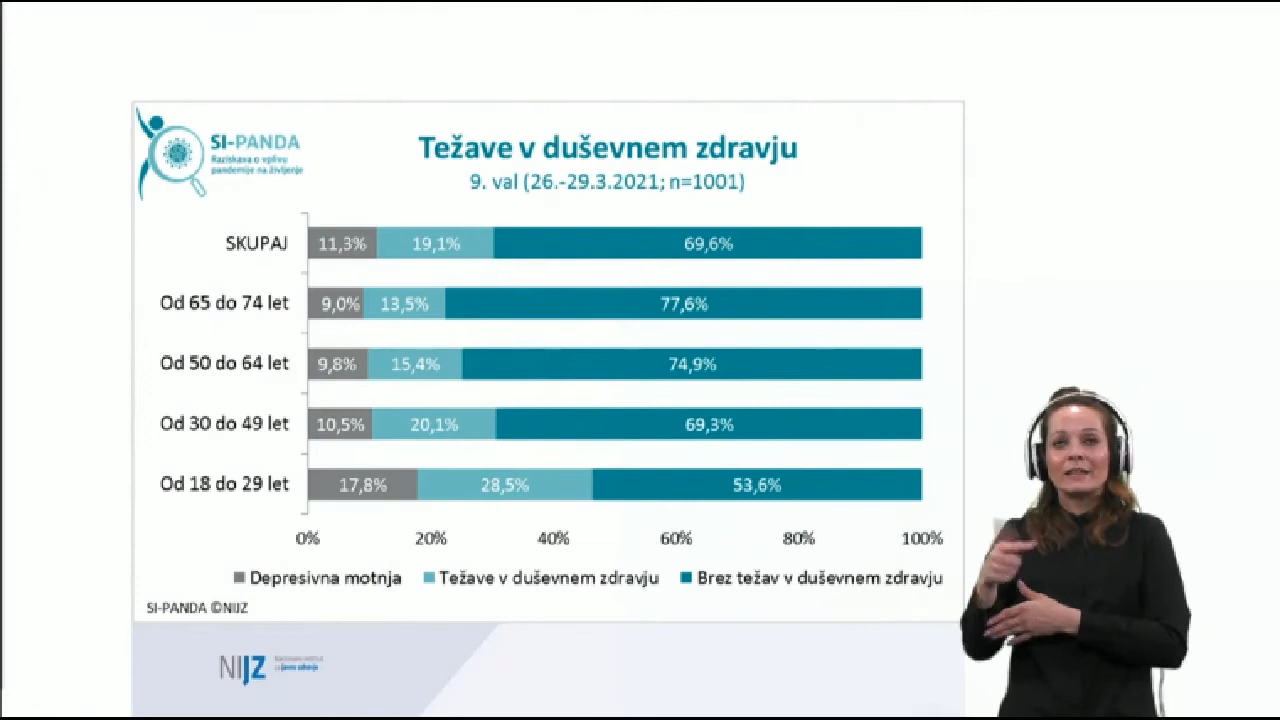 SI-PANDA
Raziskava o vplivu
pandemije na življenje
Težave v duševnem zdravju
9. val (26.-29.3.2021; n=1001)
SKUPAJ 11,3% 19,1% 69,6%
Od 65 do 74 let 9,0% 13,5% 77,6%
Od 50 do 64 let 9,8% 15,4% 74,9%
Od 30 do 49 let 10,5% 20,1% 69,3%
Od 18 do 29 let 17,8% 28,5% 53,6%
0% 20% 40% 60% 80% 100%
Depresivna motnja Težave v duševnem zdravju Brez težav v duševnem zdravju
SI-PANDA ©NIJZ
NIJZ